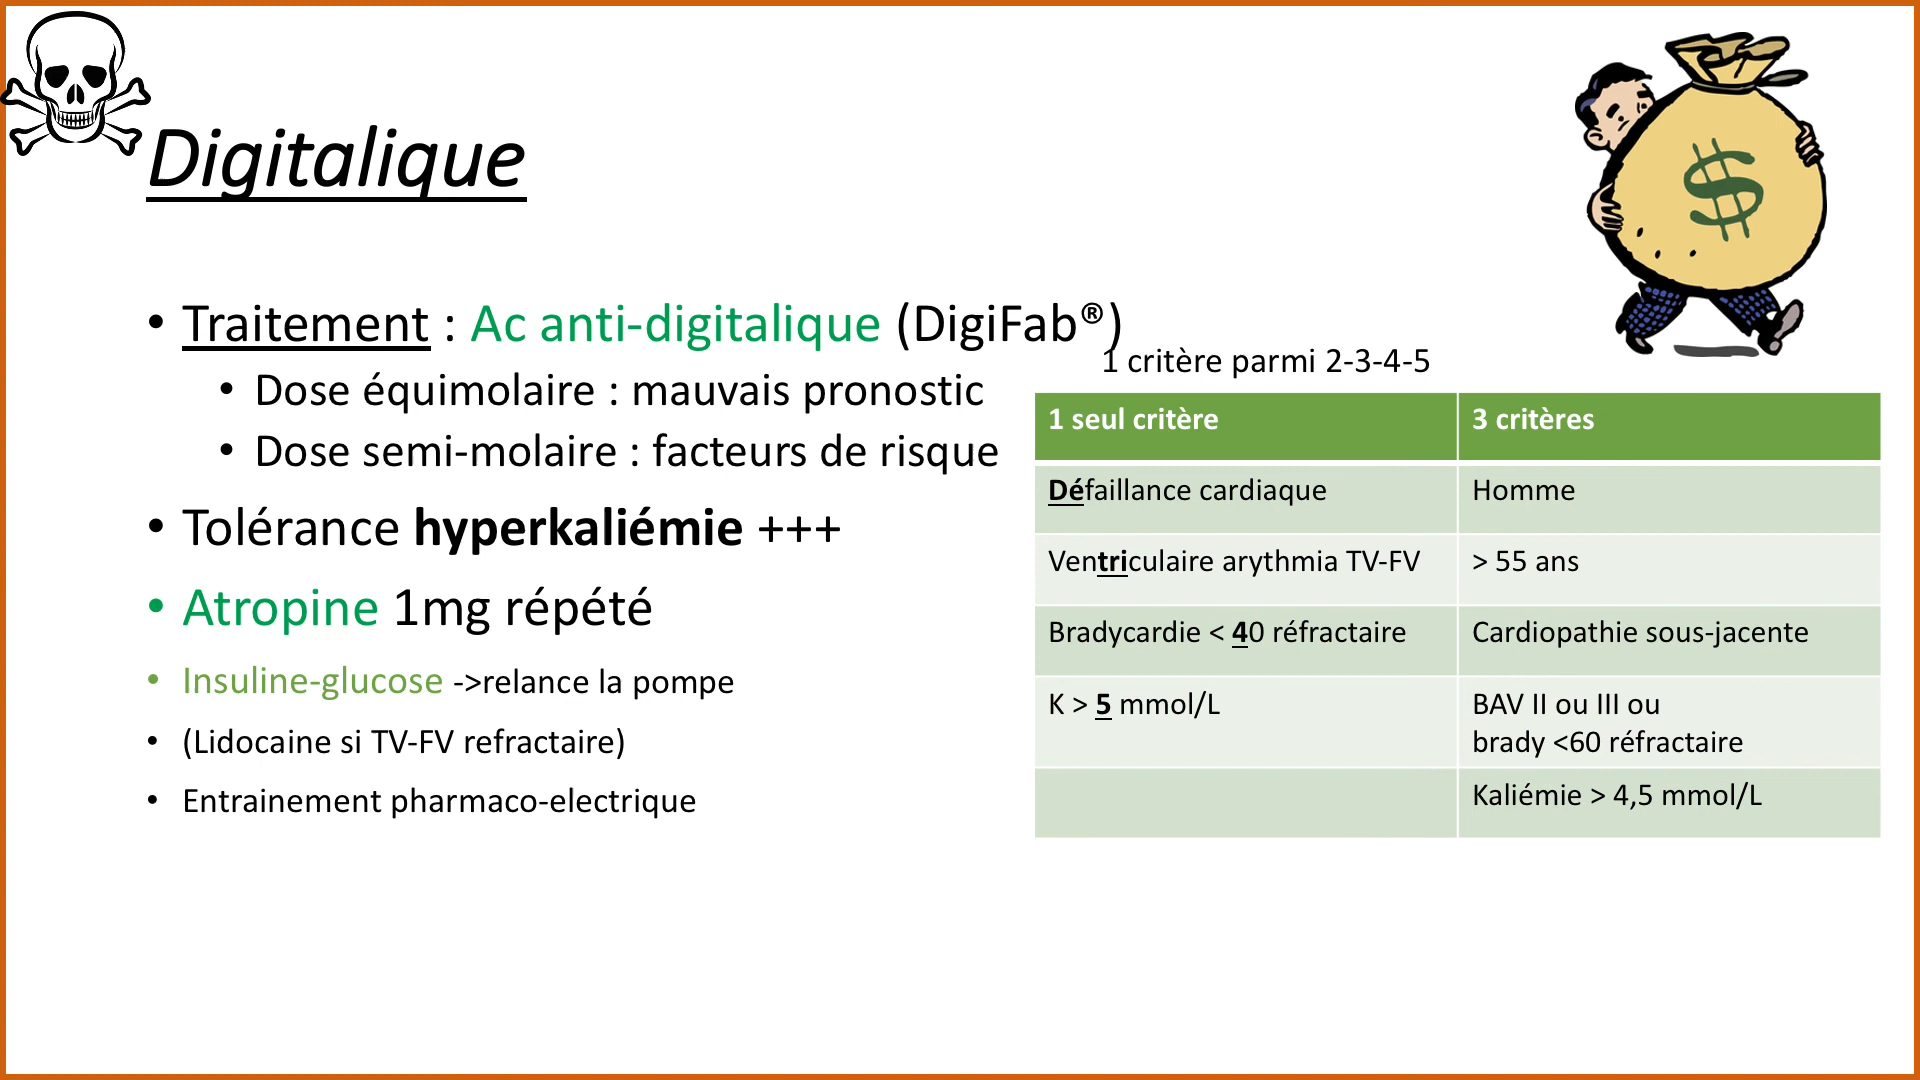 Digitalique
• Traitement : Ac anti-digitalique (DigiFab®)
• Dose équimolaire : mauvais pronostic
• Dose semi-molaire : facteurs de risque
• Tolérance hyperkaliémie +++
• Atropine 1mg répété
• Insuline-glucose ->relance la pompe
• (Lidocaine si TV-FV refractaire)
• Entrainement pharmaco-electrique
1 critère parmi 2-3-4-5
1 seul critère 3 critères
Défaillance cardiaque Homme
Ventriculaire arythmia TV-FV > 55 ans
Bradycardie < 40 réfractaire Cardiopathie sous-jacente
K > 5 mmol/L BAV II ou III ou
brady <60 réfractaire
Kaliémie > 4,5 mmol/L
$